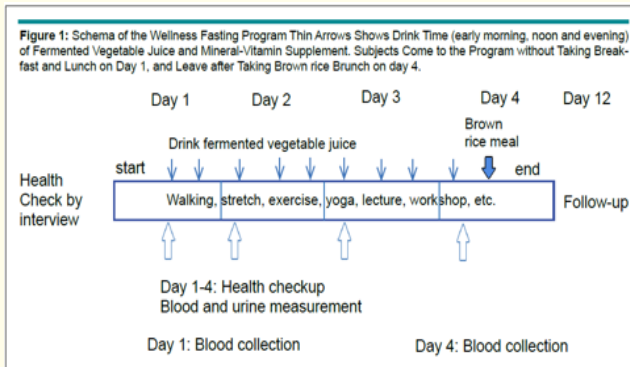 Figure 1: Schema of the Wellness Fasting Program Thin Arrows Shows Drink Time (early morning, noon and evening)
of Fermented Vegetable Juice and Mineral-Vitamin Supplement. Subjects Come to the Program without Taking Break-
fast and Lunch on Day 1, and Leave after Taking Brown rice Brunch on day 4.
Day 1 Day 2 Day 3 Day 4 Day 12
Brown
rice meal
Drink fermented vegetable juice
start end
Health
Check by
interview
Walking, stretch, exercise, yoga, lecture, workshop, etc.
Follow-up
Day 1-4: Health checkup
Blood and urine measurement
Day 1: Blood collection Day 4: Blood collection